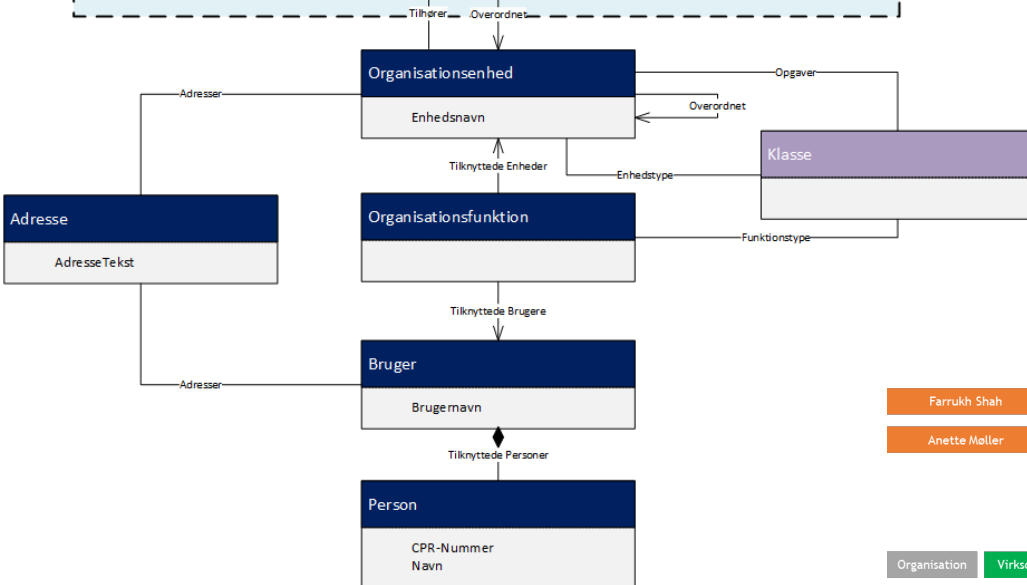 Tilhører
Overordnet
Organisationsenhed
Enhedsnavn
Opgaver
Overordnet
Adresser
Klasse
Tilknyttede Enheder
Enhedstype
Adresse
AdresseTekst
Organisationsfunktion
Funktionstype
Tilknyttede Brugere
Bruger
Brugernavn
Adresser
Farrukh Shah
Anette Møller
Tilknyttede Personer
Person
CPR-Nummer
Navn
Organisation